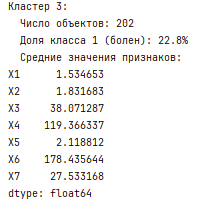 Кластер 3:
Число объектов: 202
Доля класса 1 (болен): 22.8%
Средние значения признаков:
X1 1.534653
X2 1.831683
X3 38.071287
X4 119.366337
X5 2.118812
X6 178.435644
X7 27.533168
dtype: float64